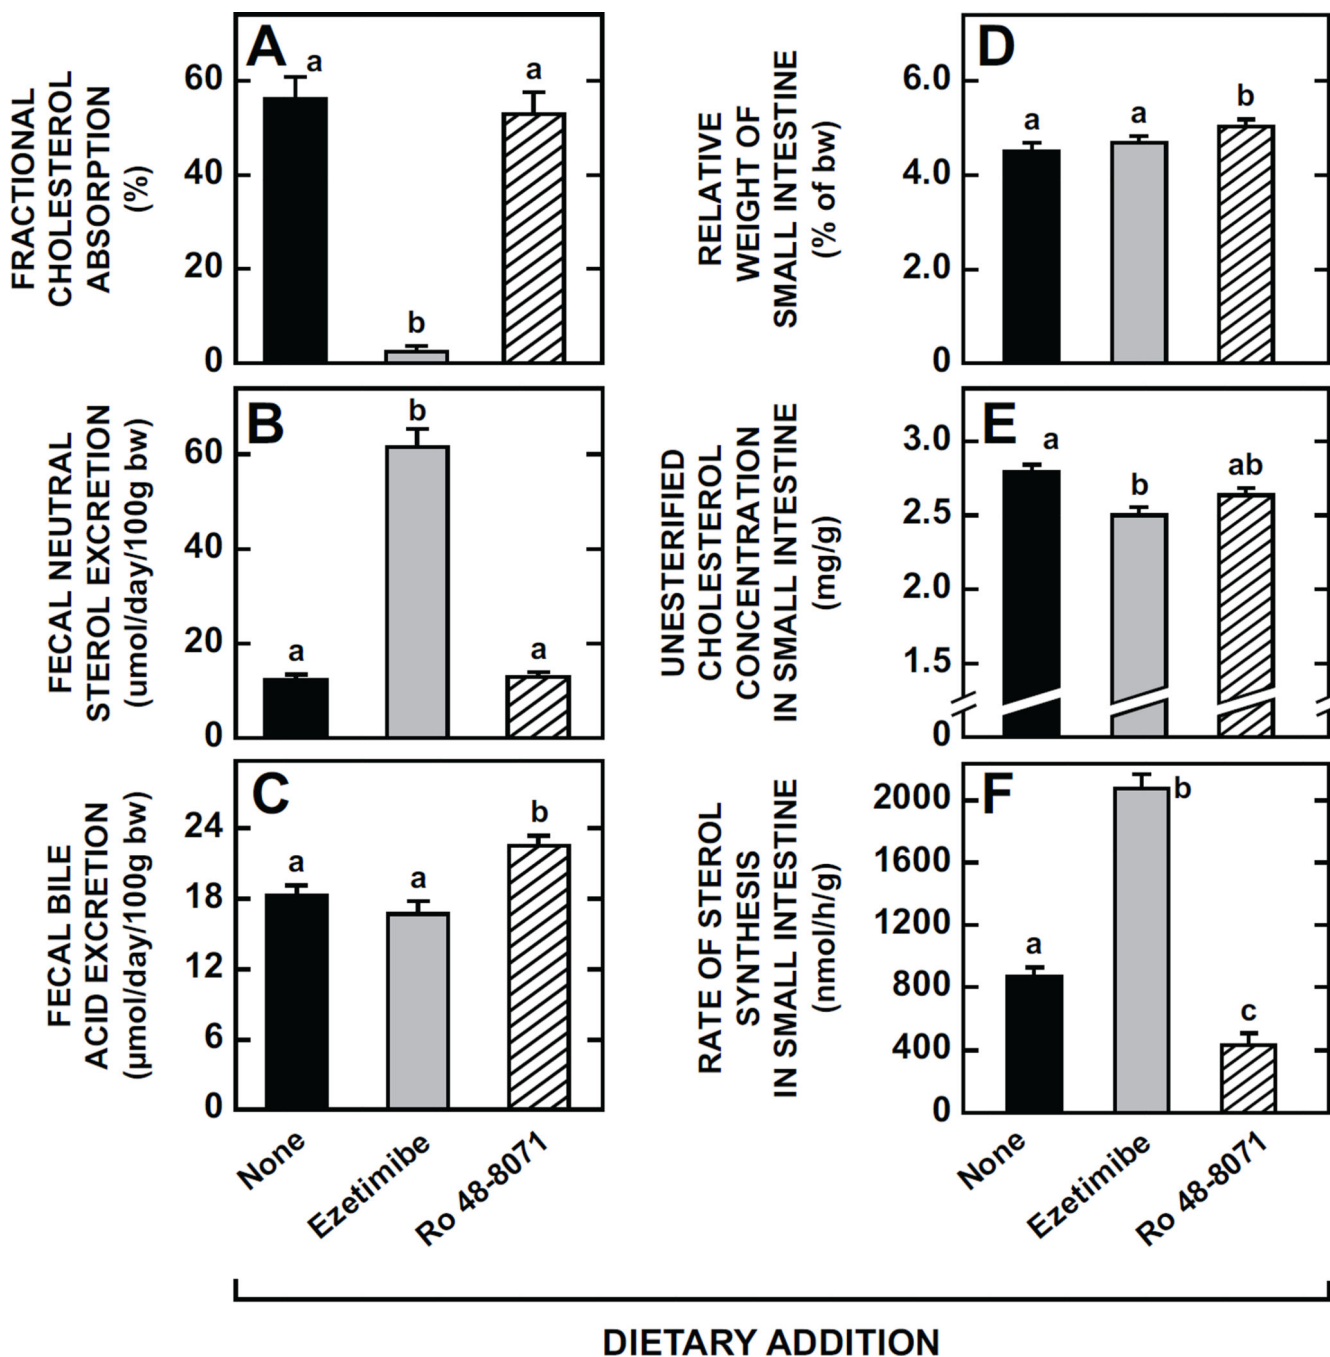 A
FRACTIONAL
CHOLESTEROL
ABSORPTION
(%)
60
40
20
0
a
b
a
D
RELATIVE
WEIGHT OF
SMALL INTESTINE
(% of bw)
6.0
4.0
2.0
0
a
a
b
B
FECAL NEUTRAL
STEROL EXCRETION
(umol/day/100g bw)
60
40
20
0
a
b
a
E
UNESTERIFIED
CHOLESTEROL
CONCENTRATION
IN SMALL INTESTINE
(mg/g)
3.0
2.5
2.0
1.5
0
a
b
ab
C
FECAL BILE
ACID EXCRETION
(µmol/day/100g bw)
24
18
12
6
0
a
a
b
None
Ezetimibe
Ro 48-8071
F
RATE OF STEROL
SYNTHESIS
IN SMALL INTESTINE
(nmol/h/g)
2000
1600
1200
800
400
0
a
b
c
None
Ezetimibe
Ro 48-8071
DIETARY ADDITION